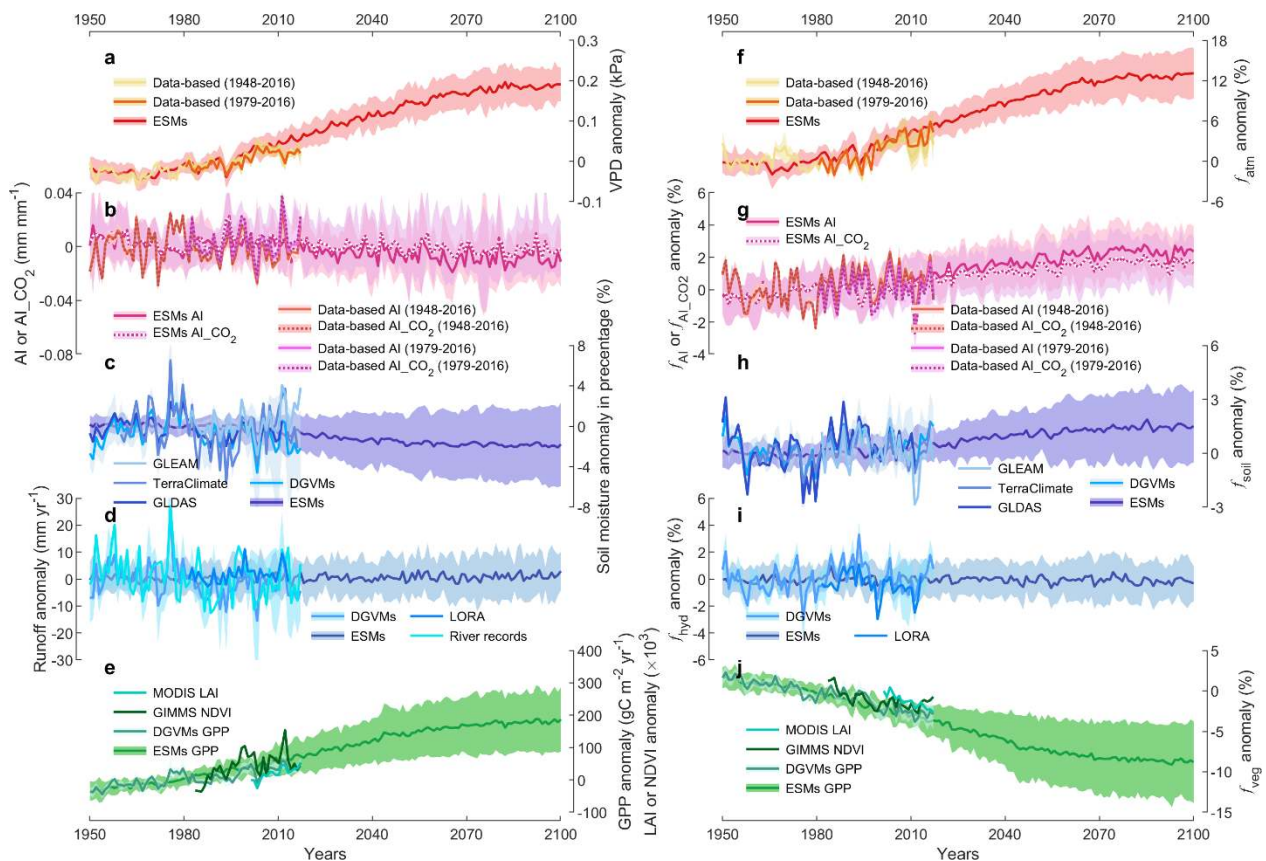 1950 1980 2010 2040 2070 2100
1950 1980 2010 2040 2070 2100
a
Data-based (1948-2016)
Data-based (1979-2016)
ESMs
0.3
0.2
0.1
0
-0.1
VPD anomaly (kPa)
b
0.04
0
-0.04
-0.08
AI or AI_CO2 (mm mm-1)
ESMs AI
ESMs AI_CO2
Data-based AI (1948-2016)
Data-based AI_CO2 (1948-2016)
Data-based AI (1979-2016)
Data-based AI_CO2 (1979-2016)
c
8
4
0
-4
-8
Soil moisture anomaly in precetage (%)
GLEAM
TerraClimate
GLDAS
DGVMs
ESMs
d
30
20
10
0
-10
-20
-30
Runoff anomaly (mm yr-1)
DGVMs
ESMs
LORA
River records
e
400
300
200
100
0
-100
GPP anomaly (gC m-2 yr-1)
LAI or NDVI anomaly (×103)
MODIS LAI
GIMMS NDVI
DGVMs GPP
ESMs GPP
1950 1980 2010 2040 2070 2100
Years
f
Data-based (1948-2016)
Data-based (1979-2016)
ESMs
18
12
6
0
-6
fatm anomaly (%)
g
6
4
2
0
-2
-4
fAI or fAI_CO2 anomaly (%)
ESMs AI
ESMs AI_CO2
Data-based AI (1948-2016)
Data-based AI_CO2 (1948-2016)
Data-based AI (1979-2016)
Data-based AI_CO2 (1979-2016)
h
6
3
0
-3
fsoil anomaly (%)
GLEAM
TerraClimate
GLDAS
DGVMs
ESMs
i
6
4
2
0
-2
-4
-6
fhyd anomaly (%)
DGVMs
ESMs
LORA
j
5
0
-5
-10
-15
fveg anomaly (%)
MODIS LAI
GIMMS NDVI
DGVMs GPP
ESMs GPP
1950 1980 2010 2040 2070 2100
Years